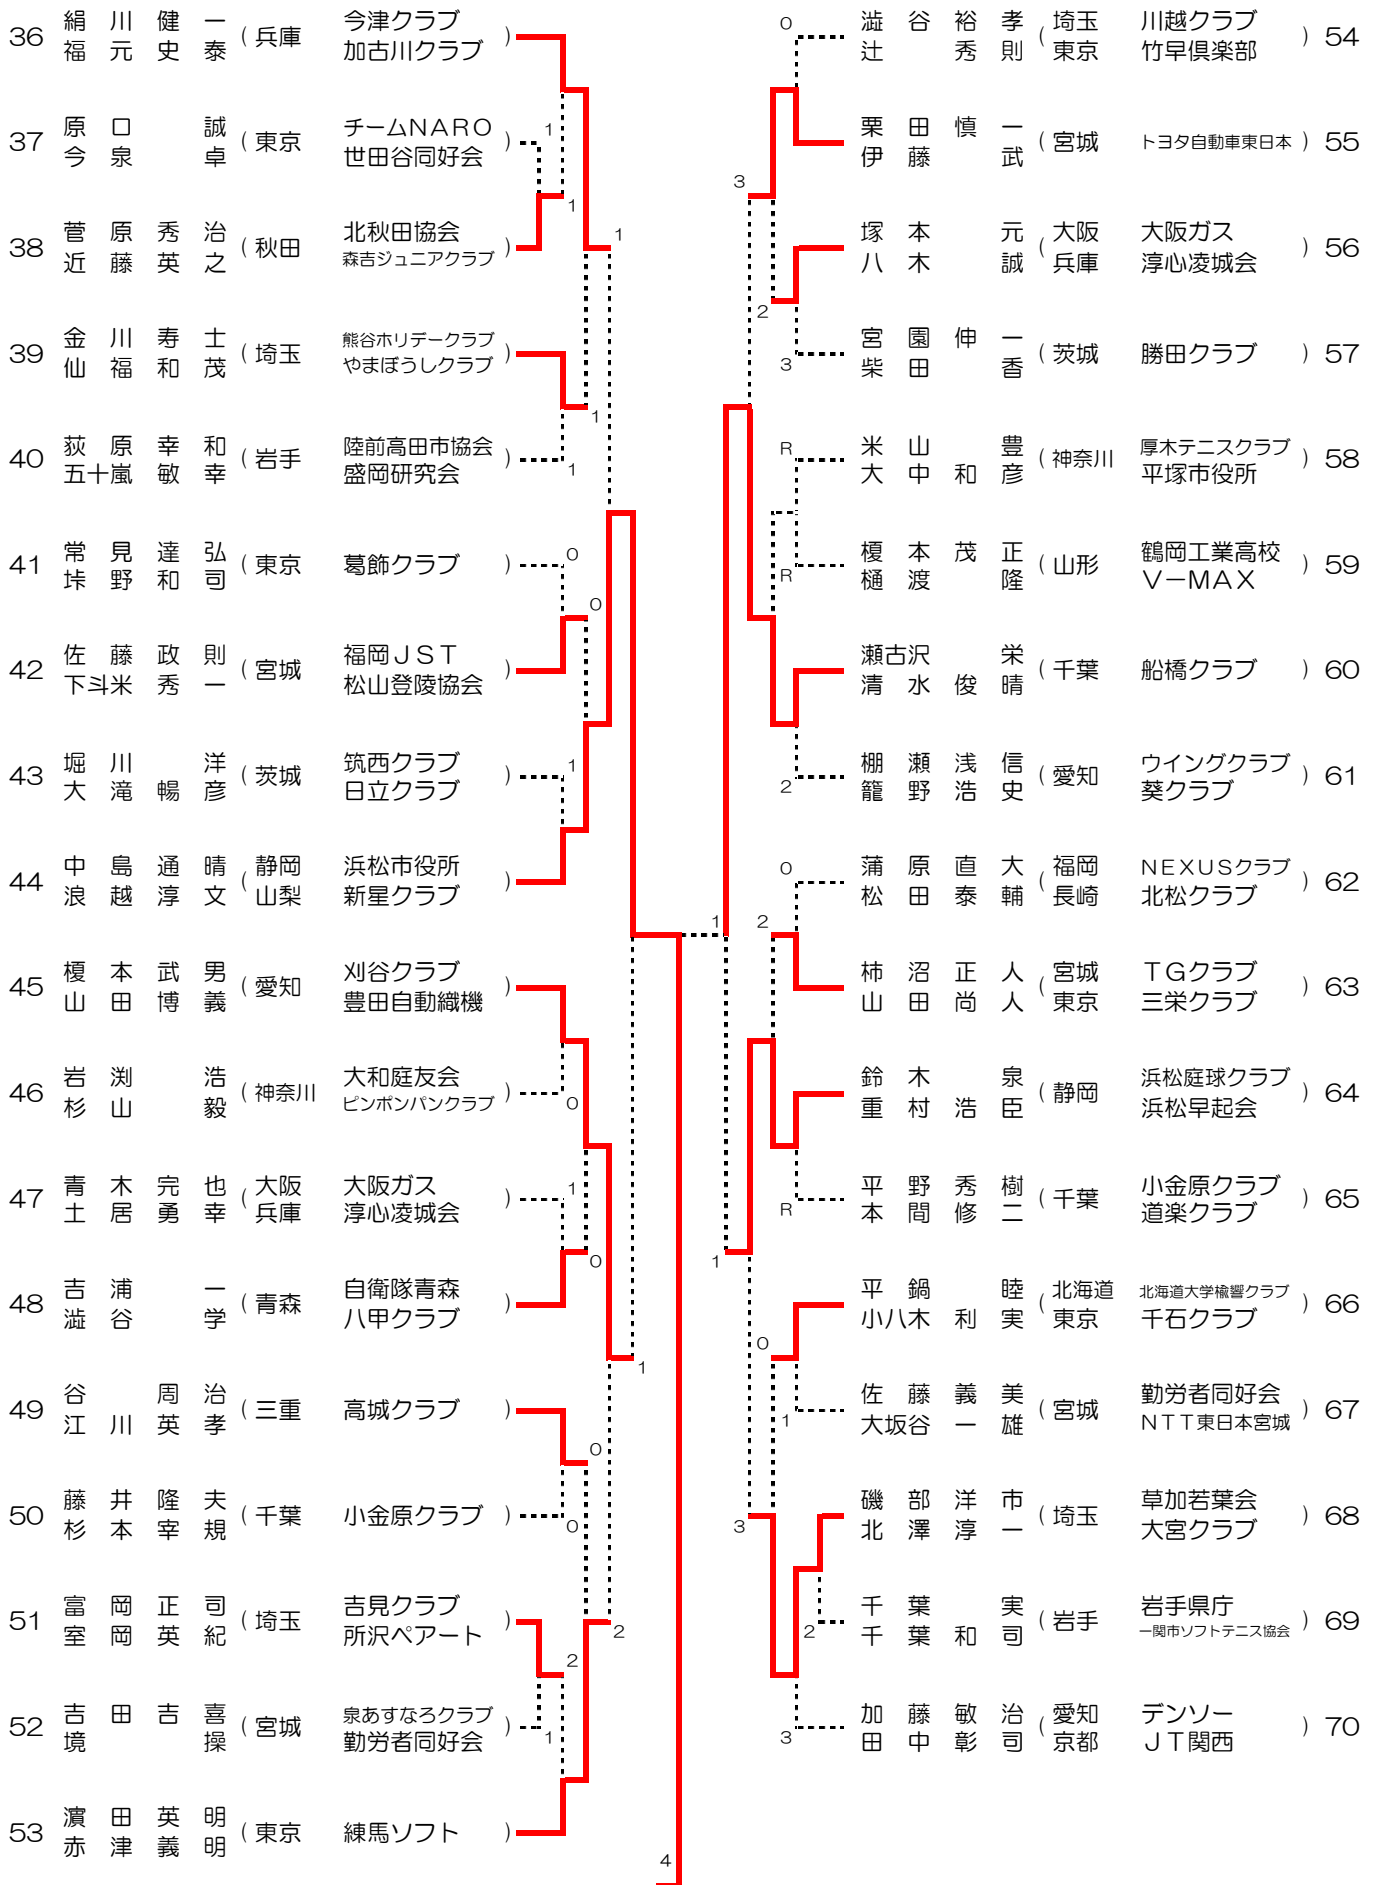 36 絹川健一 (兵庫 今津クラブ
福元史泰 加古川クラブ)
37 原口誠 (東京 チームNARO
今泉卓 世田谷同好会)
1
38 菅原秀治 (秋田 北秋田協会
近藤英之 森吉ジュニアクラブ)
1
1
39 金川寿士 (埼玉 熊谷ホリデークラブ
仙福和茂 やまぼうしクラブ)
1
40 荻原幸和 (岩手 陸前高田市協会
五十嵐敏幸 盛岡研究会)
1
41 常見達弘 (東京 葛飾クラブ)
垰野和司
0
0
42 佐藤政則 (宮城 福岡JST
下斗米秀一 松山登陵協会)
43 堀川洋 (茨城 筑西クラブ
大滝暢彦 日立クラブ)
1
44 中島通晴 (静岡 浜松市役所
浪越淳文 山梨 新星クラブ)
45 榎本武男 (愛知 刈谷クラブ
山田博義 豊田自動織機)
46 岩渕浩 (神奈川 大和庭友会
杉山毅 ピンポンパンクラブ)
0
47 青木完也 (大阪 大阪ガス
土居勇幸 兵庫 淳心凌城会)
1
0
48 吉浦一 (青森 自衛隊青森
澁谷学 八甲クラブ)
1
49 谷周治 (三重 高城クラブ)
江川英孝
0
50 藤井隆夫 (千葉 小金原クラブ)
杉本宰規
0
51 富岡正司 (埼玉 吉見クラブ
室岡英紀 所沢ペアート)
2
2
52 吉田吉喜 (宮城 泉あすなろクラブ
境操 勤労者同好会)
1
53 濵田英明 (東京 練馬ソフト)
赤津義明
4
0
澁谷裕孝 (埼玉 川越クラブ
辻秀則 東京 竹早倶楽部) 54
栗田慎一 (宮城 トヨタ自動車東日本) 55
伊藤武
3
塚本元 (大阪 大阪ガス
八木誠 兵庫 淳心凌城会) 56
2
宮園伸一 (茨城 勝田クラブ) 57
柴田香
3
R
米山豊 (神奈川 厚木テニスクラブ
大中和彦 平塚市役所) 58
榎本茂正 (山形 鶴岡工業高校
樋渡隆 V-MAX) 59
R
瀬古沢栄 (千葉 船橋クラブ) 60
清水俊晴
棚瀬浅信 (愛知 ウイングクラブ
籠野浩史 葵クラブ) 61
2
0
蒲原直大 (福岡 NEXUSクラブ
松田泰輔 長崎 北松クラブ) 62
1
2
柿沼正人 (宮城 TGクラブ
山田尚人 東京 三栄クラブ) 63
鈴木泉 (静岡 浜松庭球クラブ
重村浩臣 浜松早起会) 64
平野秀樹 (千葉 小金原クラブ
本間修二 道楽クラブ) 65
R
1
平鍋睦 (北海道 北海道大学楡響クラブ
小八木利実 東京 千石クラブ) 66
0
佐藤義美 (宮城 勤労者同好会
大坂谷一雄 NTT東日本宮城) 67
1
磯部洋市 (埼玉 草加若葉会
北澤淳一 大宮クラブ) 68
3
千葉実 (岩手 岩手県庁
千葉和司 一関市ソフトテニス協会) 69
2
加藤敏治 (愛知 デンソー
田中彰司 京都 JT関西) 70
3